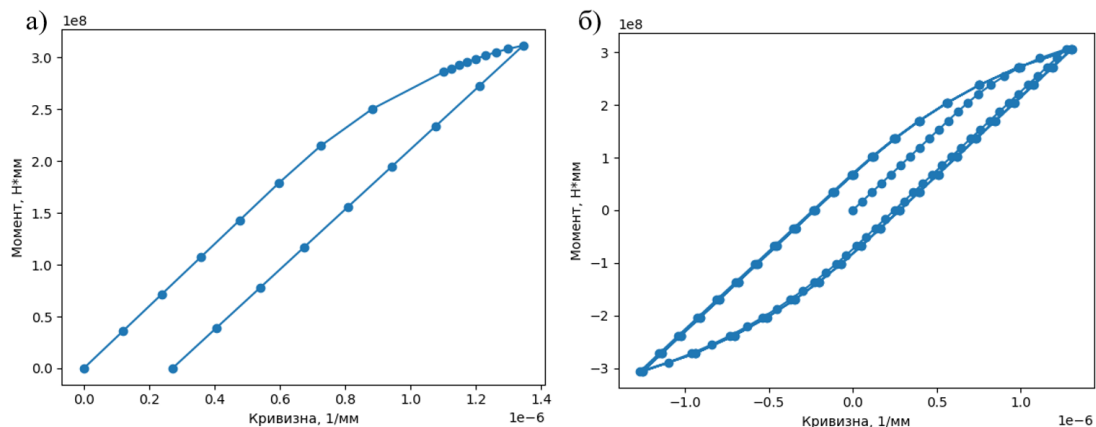 а)
1e8
Момент, Н*мм
3.0
2.5
2.0
1.5
1.0
0.5
0.0
0.0 0.2 0.4 0.6 0.8 1.0 1.2 1.4
1e−6
Кривизна, 1/мм
б)
1e8
Момент, Н*мм
3
2
1
0
−1
−2
−3
−1.0 −0.5 0.0 0.5 1.0
1e−6
Кривизна, 1/мм